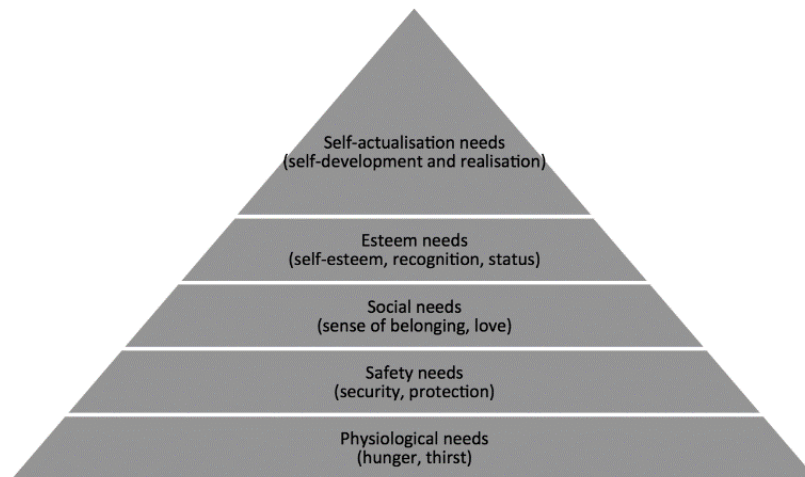 Self-actualisation needs
(self-development and realisation)
Esteem needs
(self-esteem, recognition, status)
Social needs
(sense of belonging, love)
Safety needs
(security, protection)
Physiological needs
(hunger, thirst)